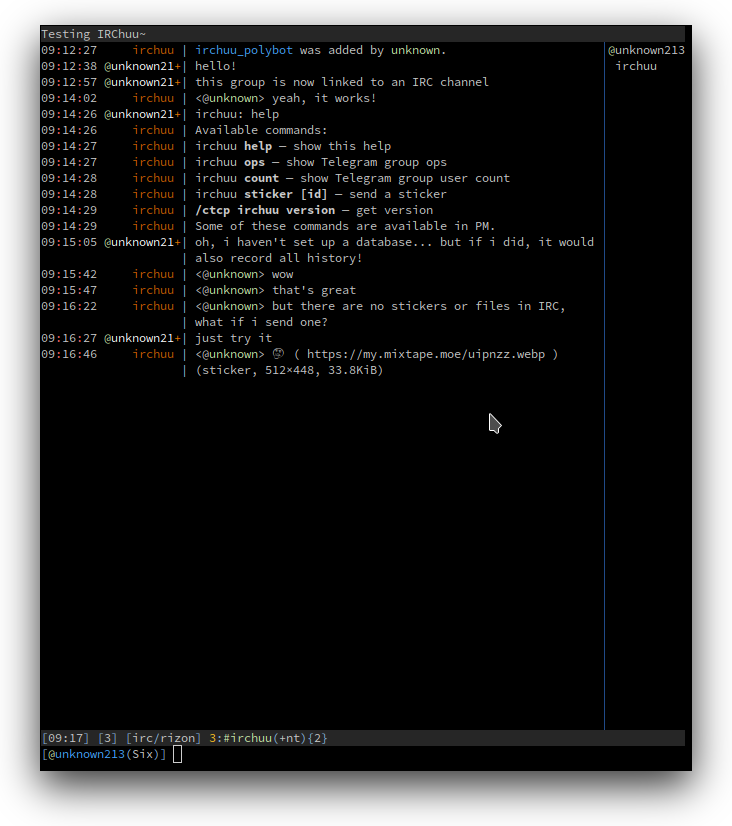 Testing IRChuu~
09:12:27 irchuu | irchuu_polybot was added by unknown. @unknown213
09:12:38 @unknown21+| hello! irchuu
09:12:57 @unknown21+| this group is now linked to an IRC channel
09:14:02 irchuu | <@unknown> yeah, it works!
09:14:26 @unknown21+| irchuu: help
09:14:26 irchuu | Available commands:
09:14:27 irchuu | irchuu help — show this help
09:14:27 irchuu | irchuu ops — show Telegram group ops
09:14:28 irchuu | irchuu count — show Telegram group user count
09:14:28 irchuu | irchuu sticker [id] — send a sticker
09:14:29 irchuu | /ctcp irchuu version — get version
09:14:29 irchuu | Some of these commands are available in PM.
09:15:05 @unknown21+| oh, i haven't set up a database... but if i did, it would
| also record all history!
09:15:42 irchuu | <@unknown> wow
09:15:47 irchuu | <@unknown> that's great
09:16:22 irchuu | <@unknown> but there are no stickers or files in IRC,
| what if i send one?
09:16:27 @unknown21+| just try it
09:16:46 irchuu | <@unknown> ( https://my.mixtape.moe/uipnzz.webp )
| (sticker, 512×448, 33.8KiB)
[09:17] [3] [irc/rizon] 3:#irchuu(+nt){2}
[@unknown213(Six)]